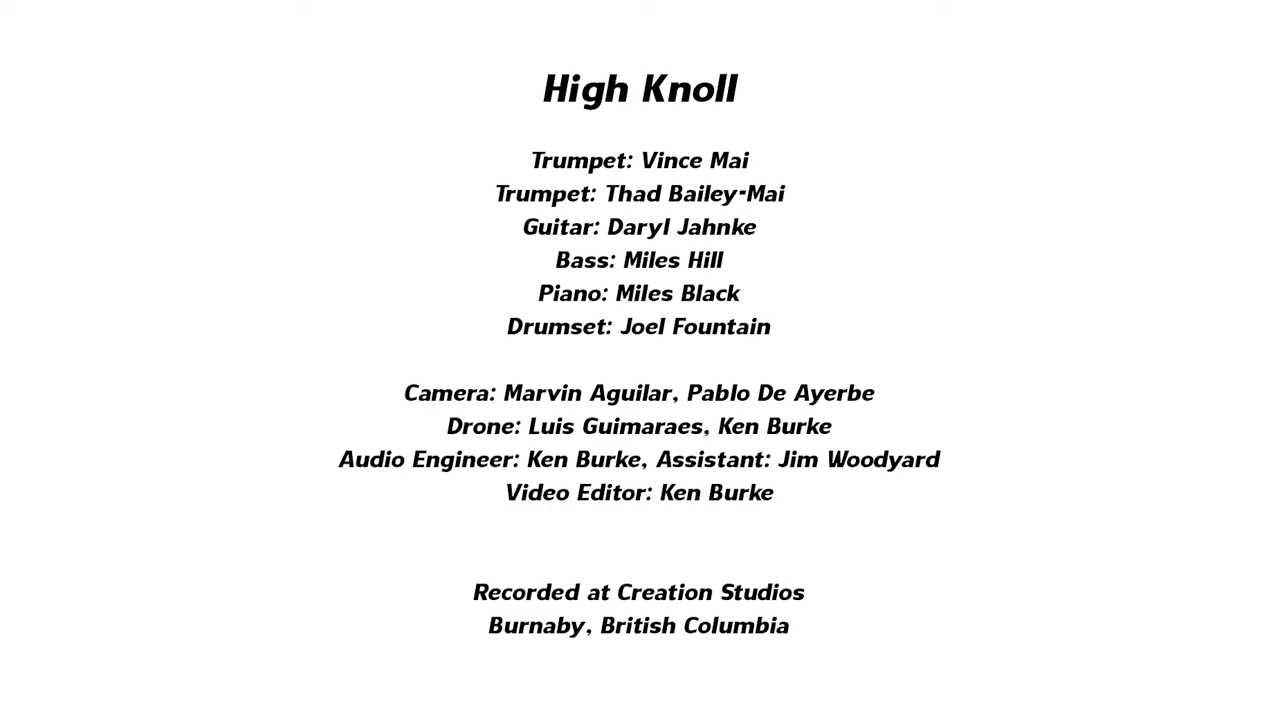 High Knoll
Trumpet: Vince Mai
Trumpet: Thad Bailey-Mai
Guitar: Daryl Jahnke
Bass: Miles Hill
Piano: Miles Black
Drumset: Joel Fountain
Camera: Marvin Aguilar, Pablo De Ayerbe
Drone: Luis Guimaraes, Ken Burke
Audio Engineer: Ken Burke, Assistant: Jim Woodyard
Video Editor: Ken Burke
Recorded at Creation Studios
Burnaby, British Columbia